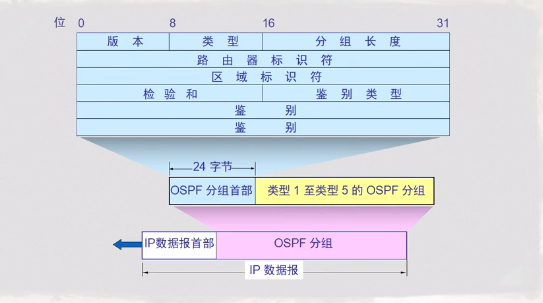 位 0 8 16 31
版 本 类 型 分 组 长 度
路 由 器 标 识 符
区 域 标 识 符
检 验 和 鉴 别 类 型
鉴 别
鉴 别
24 字节
OSPF 分组首部 类型 1 至类型 5 的 OSPF 分组
IP数据报首部 OSPF 分组
IP 数据报